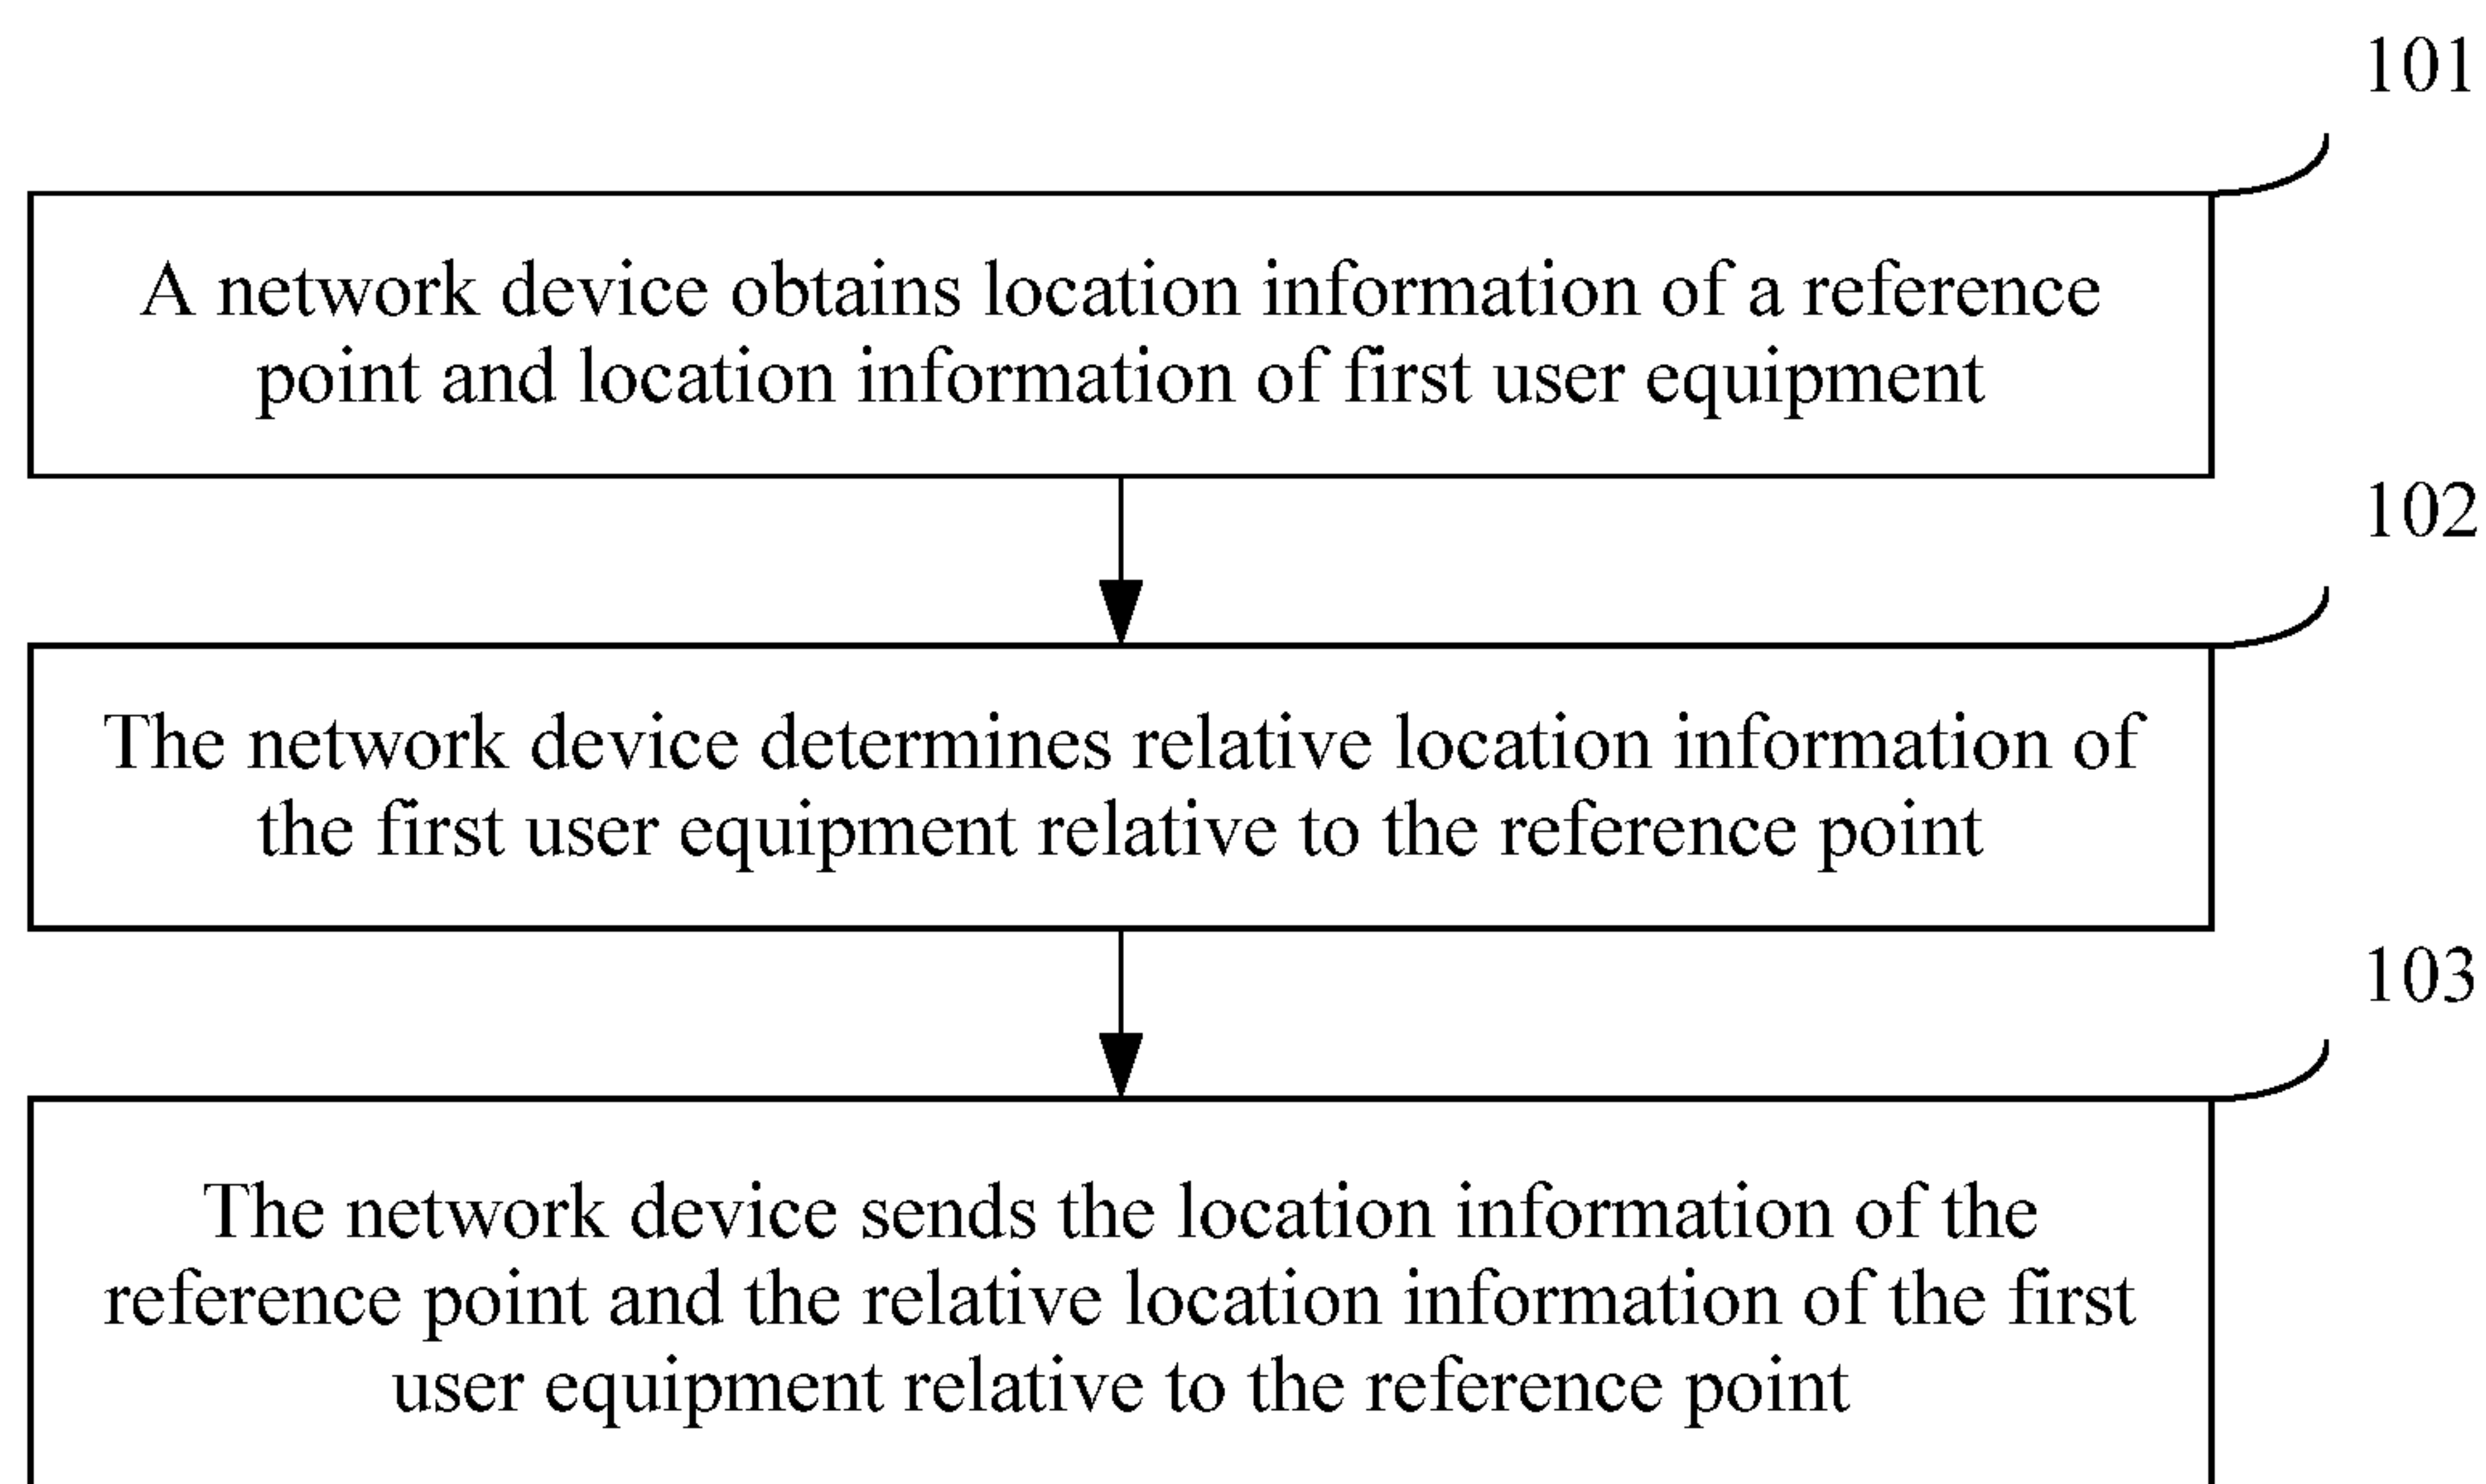 101
A network device obtains location information of a reference
point and location information of first user equipment
102
The network device determines relative location information of
the first user equipment relative to the reference point
103
The network device sends the location information of the
reference point and the relative location information of the first
user equipment relative to the reference point